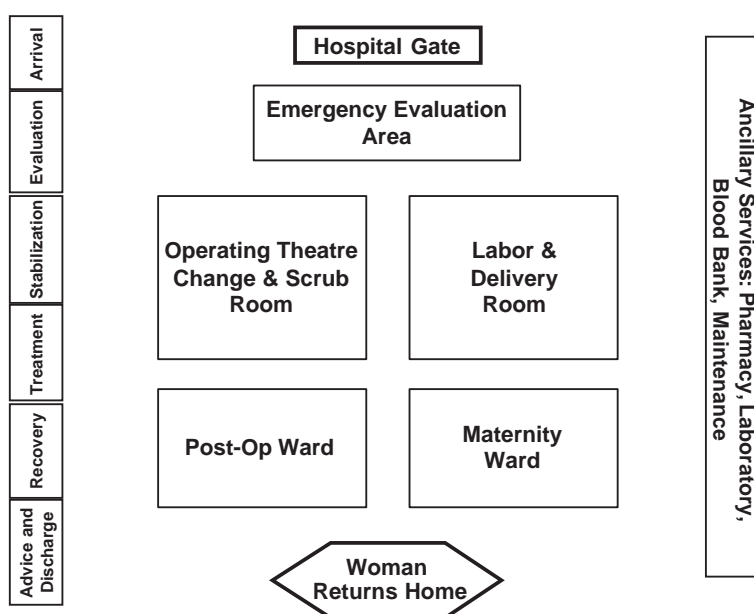 Arrival
Evaluation
Stabilization
Treatment
Recovery
Advice and
Discharge
Hospital Gate
Emergency Evaluation
Area
Operating Theatre
Change & Scrub
Room
Labor &
Delivery
Room
Post-Op Ward
Maternity
Ward
Woman
Returns Home
Ancillary Services: Pharmacy, Laboratory,
Blood Bank, Maintenance